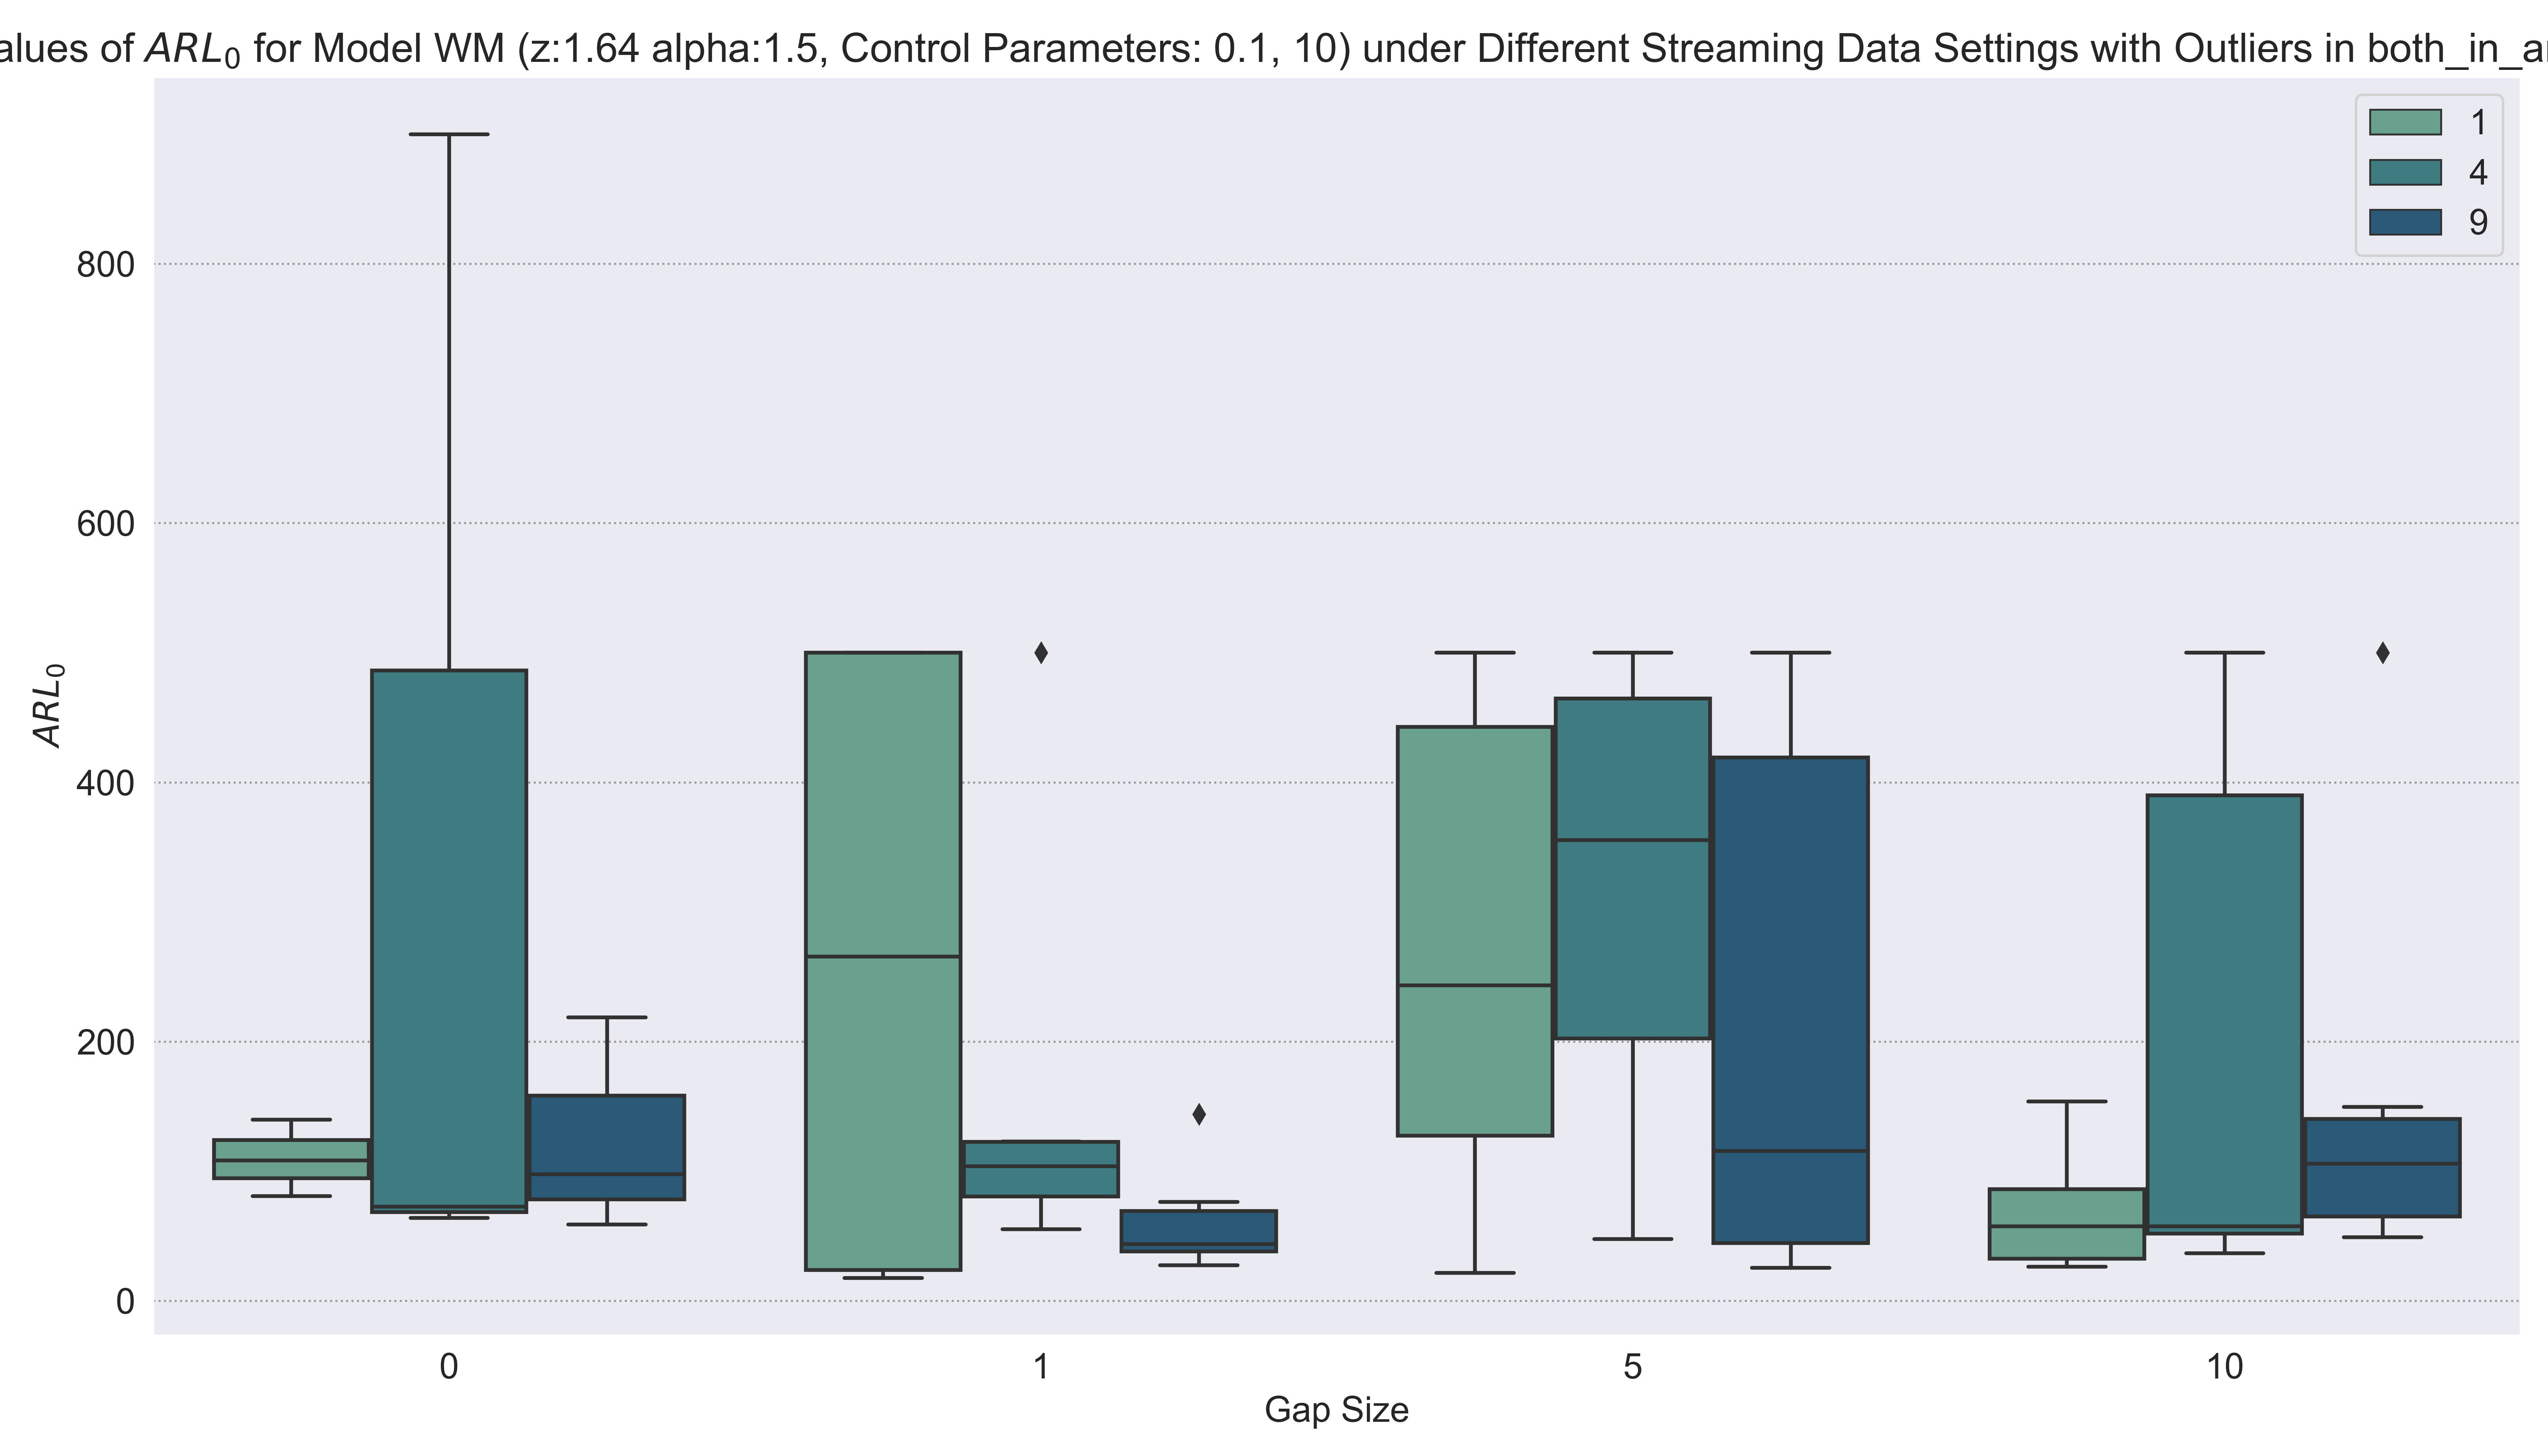 of ARL₀ for Model WM (z:1.64 alpha:1.5, Control Parameters: 0.1, 10) under Different Streaming Data Settings with Outliers in
1
4
9
800
600
400
200
0
ARL₀
0 1 5 10
Gap Size